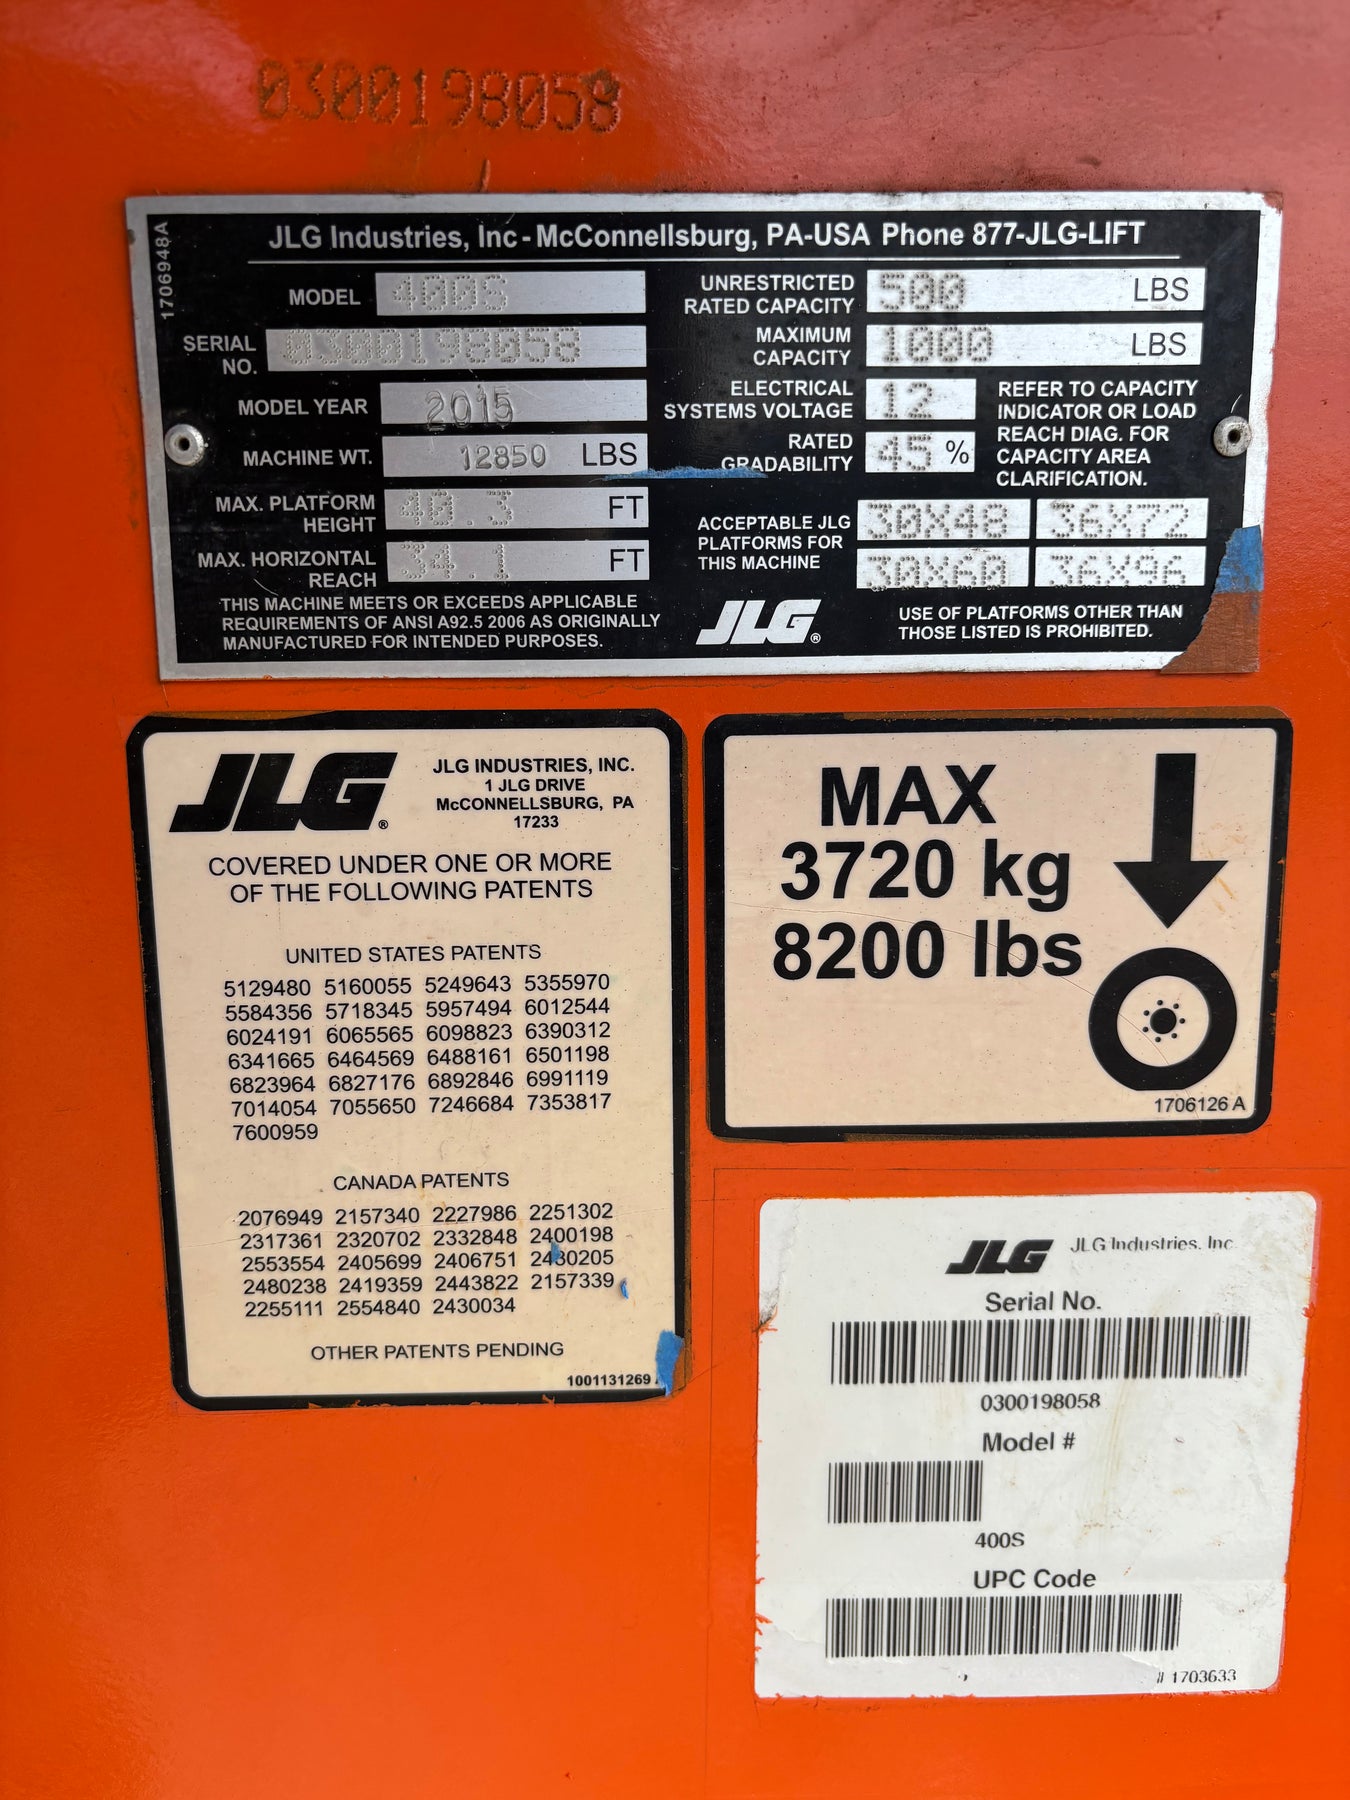 0300198058
1706948A
JLG Industries, Inc - McConnellsburg, PA-USA Phone 877-JLG-LIFT
MODEL 400S
SERIAL NO. 0300198058
MODEL YEAR 2015
MACHINE WT. 12850 LBS
MAX. PLATFORM HEIGHT 40.3 FT
MAX. HORIZONTAL REACH 34.1 FT
THIS MACHINE MEETS OR EXCEEDS APPLICABLE
REQUIREMENTS OF ANSI A92.5 2006 AS ORIGINALLY
MANUFACTURED FOR INTENDED PURPOSES.
UNRESTRICTED RATED CAPACITY 500 LBS
MAXIMUM CAPACITY 1000 LBS
ELECTRICAL SYSTEMS VOLTAGE 12
RATED GRADABILITY 45 %
REFER TO CAPACITY
INDICATOR OR LOAD
REACH DIAG. FOR
CAPACITY AREA
CLARIFICATION.
ACCEPTABLE JLG
PLATFORMS FOR
THIS MACHINE
30X48 36X72
30X60 36X96
JLG®
USE OF PLATFORMS OTHER THAN
THOSE LISTED IS PROHIBITED.
JLG®
JLG INDUSTRIES, INC.
1 JLG DRIVE
McCONNELLSBURG, PA
17233
COVERED UNDER ONE OR MORE
OF THE FOLLOWING PATENTS
UNITED STATES PATENTS
5129480 5160055 5249643 5355970
5584356 5718345 5957494 6012544
6024191 6065565 6098823 6390312
6341665 6464569 6488161 6501198
6823964 6827176 6892846 6991119
7014054 7055650 7246684 7353817
7600959
CANADA PATENTS
2076949 2157340 2227986 2251302
2317361 2320702 2332848 2400198
2553554 2405699 2406751 2430205
2480238 2419359 2443822 2157339
2255111 2554840 2430034
OTHER PATENTS PENDING
1001131269
MAX
3720 kg
8200 lbs
1706126 A
JLG JLG Industries, Inc.
Serial No.
0300198058
Model #
400S
UPC Code
# 1703633